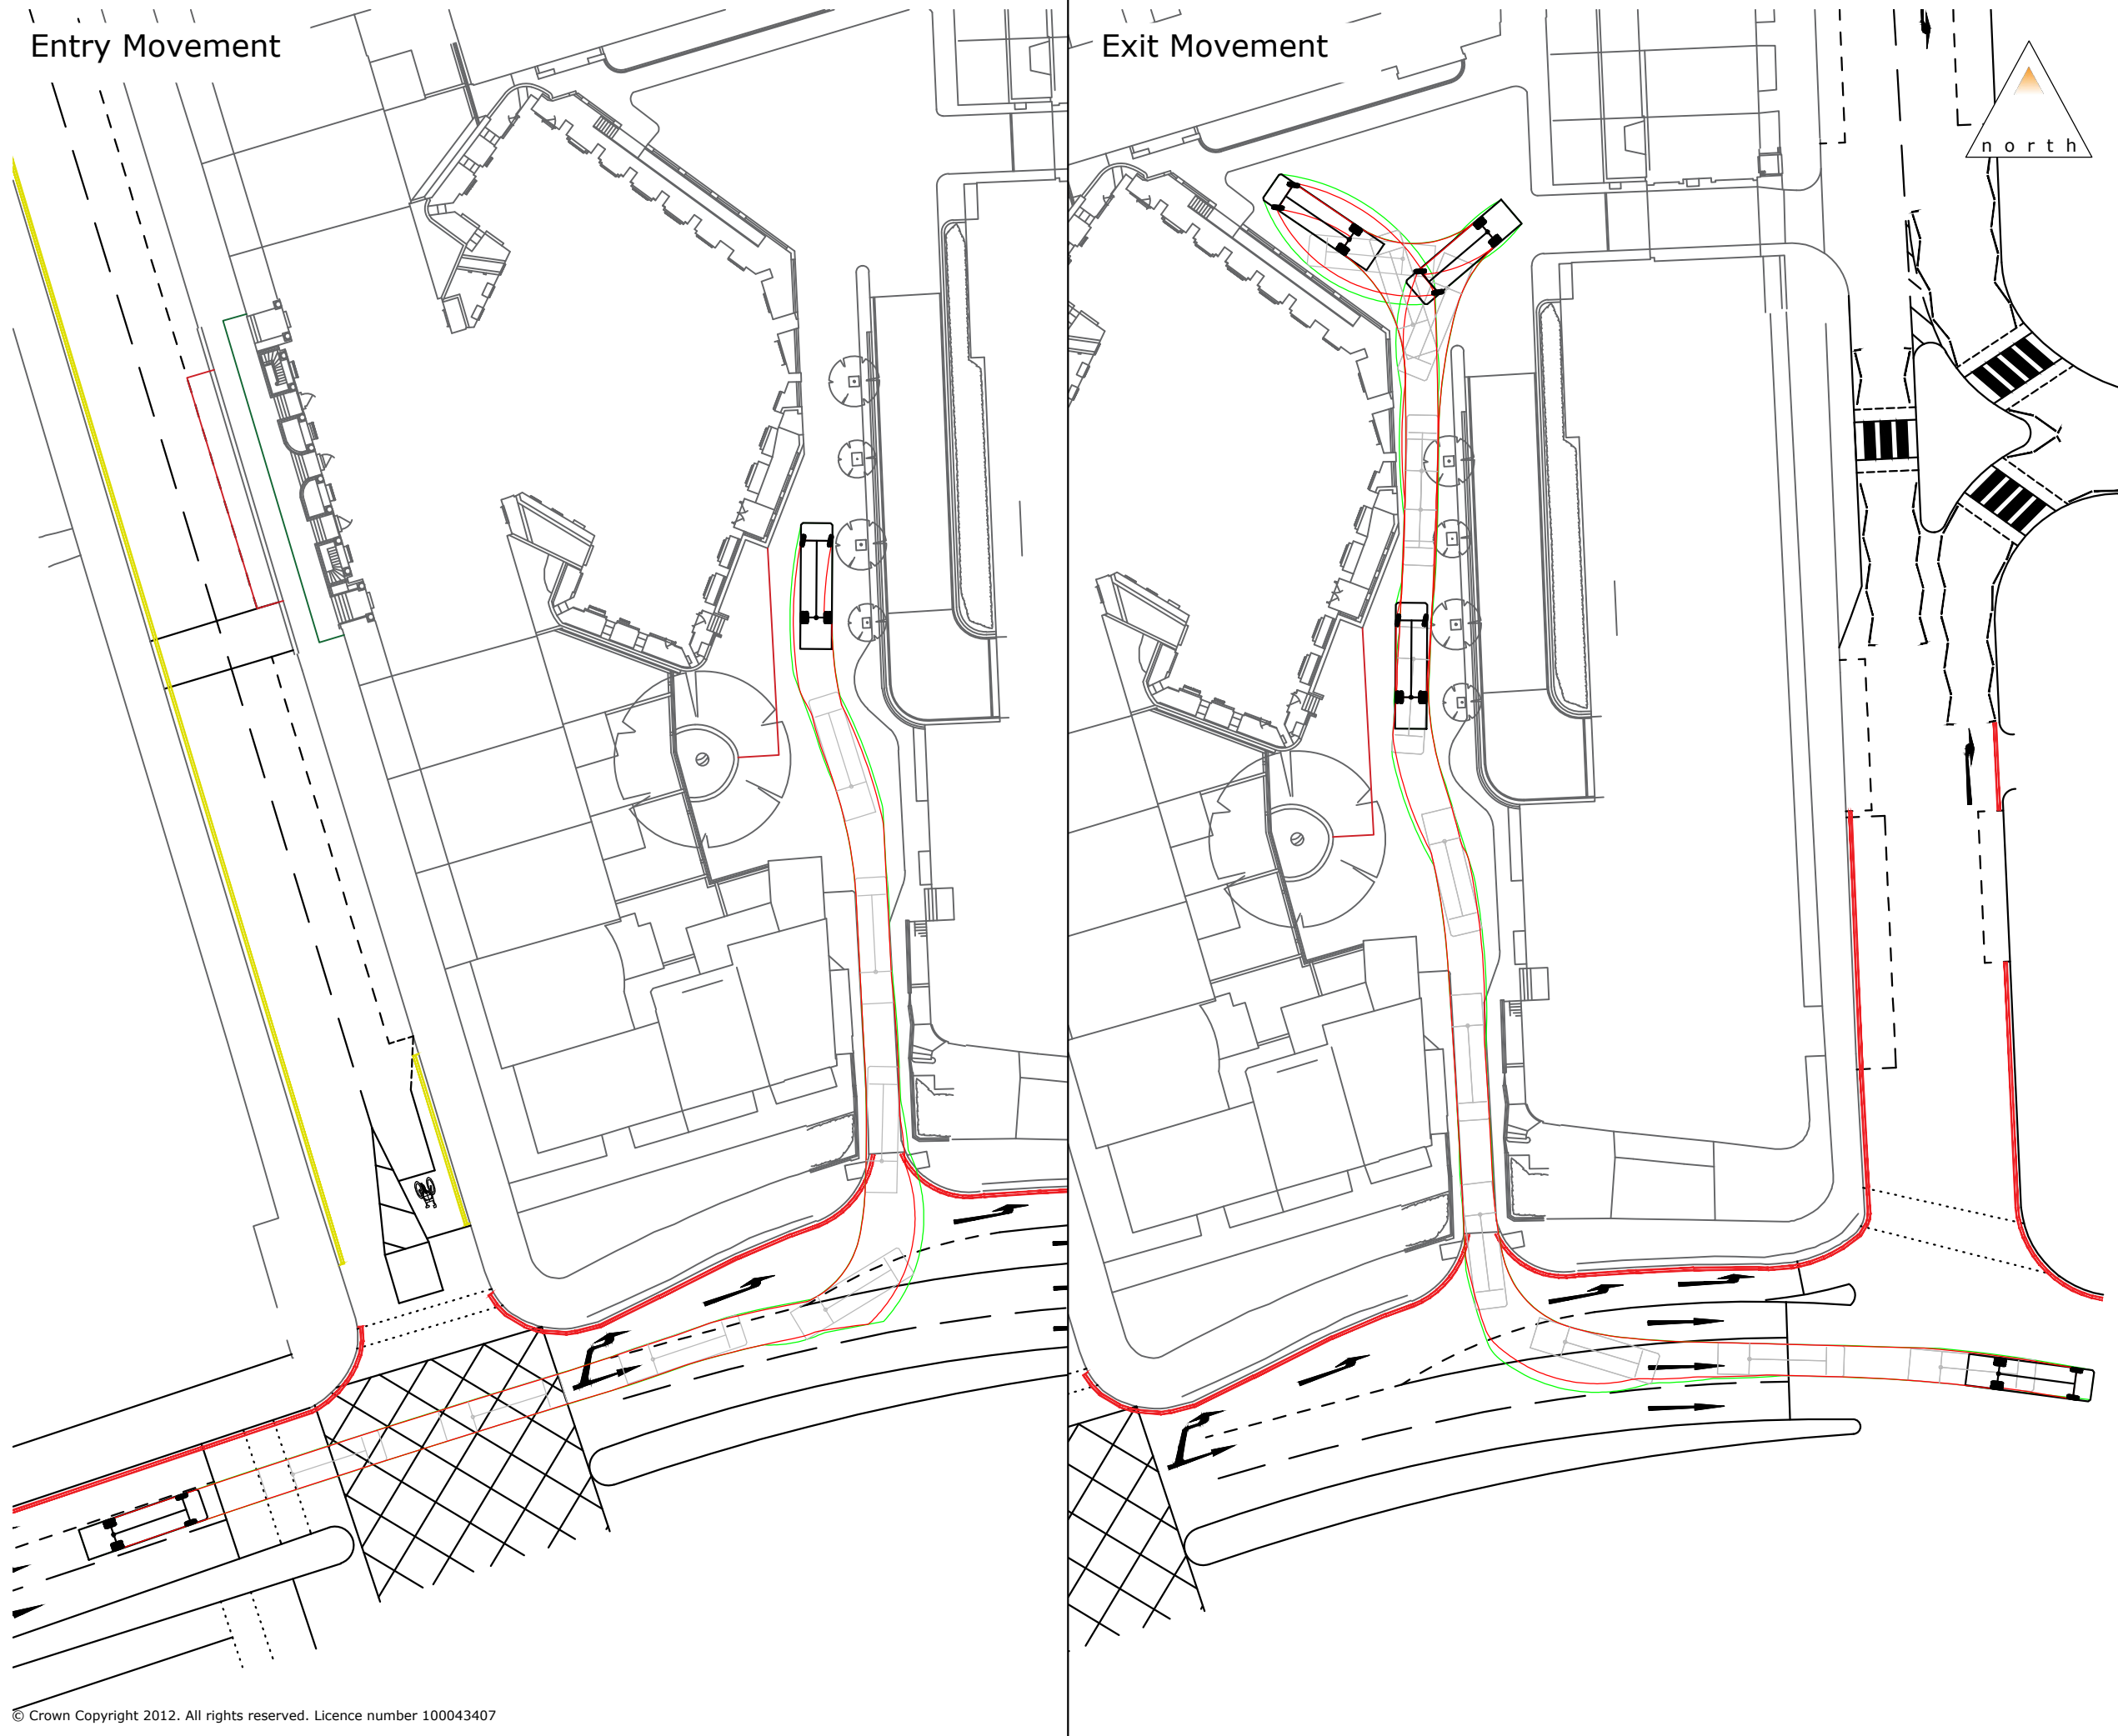 Entry Movement
Exit Movement
north
© Crown Copyright 2012. All rights reserved. Licence number 100043407